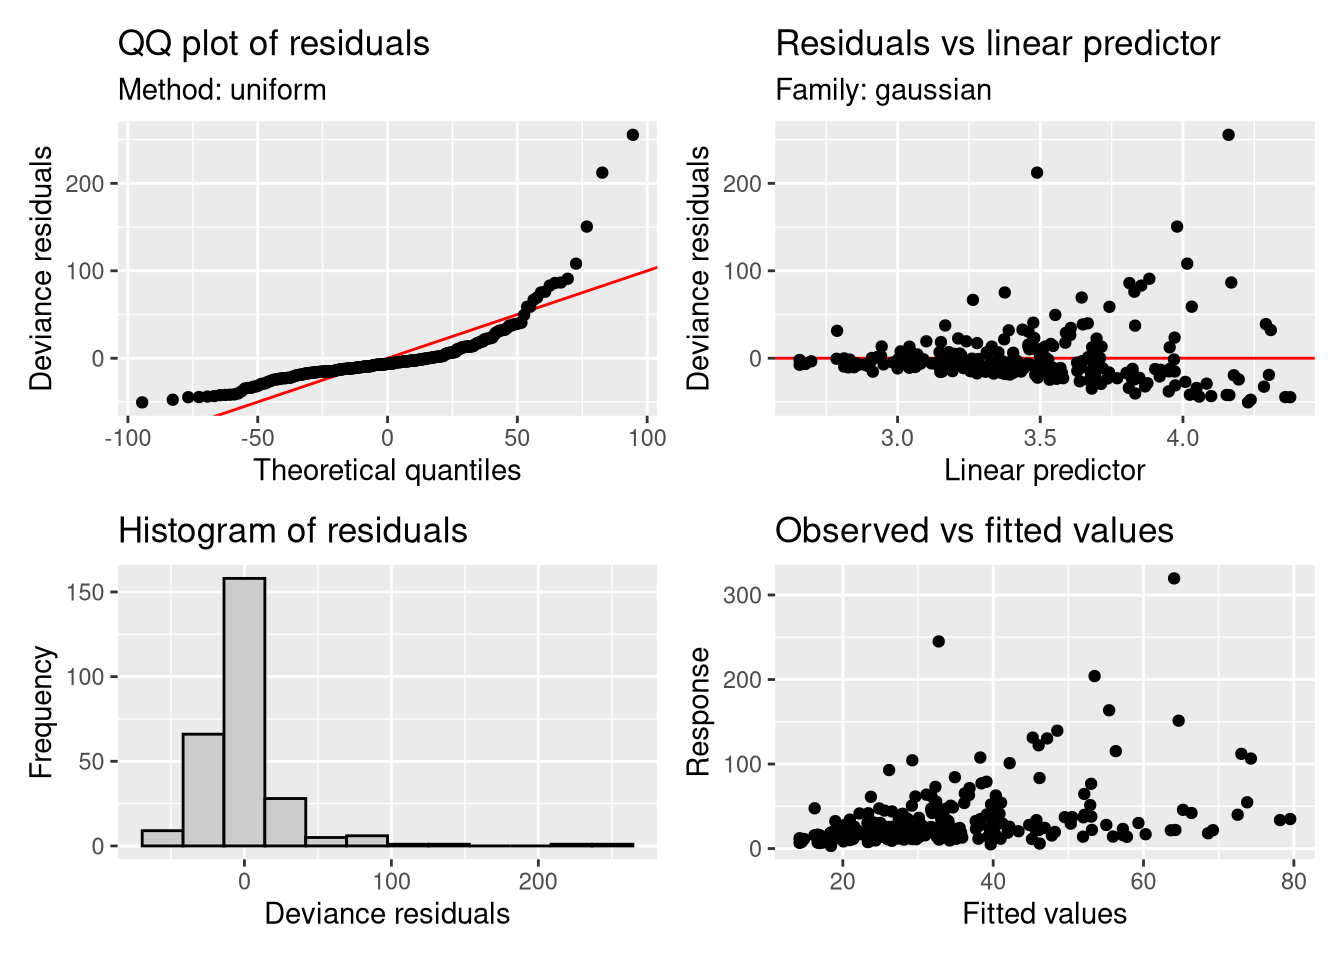 QQ plot of residuals
Method: uniform
Deviance residuals
200
100
0
-100
-50
0
50
100
Theoretical quantiles
Residuals vs linear predictor
Family: gaussian
Deviance residuals
200
100
0
3.0
3.5
4.0
Linear predictor
Histogram of residuals
Frequency
150
100
50
0
0
100
200
Deviance residuals
Observed vs fitted values
Response
300
200
100
0
20
40
60
80
Fitted values